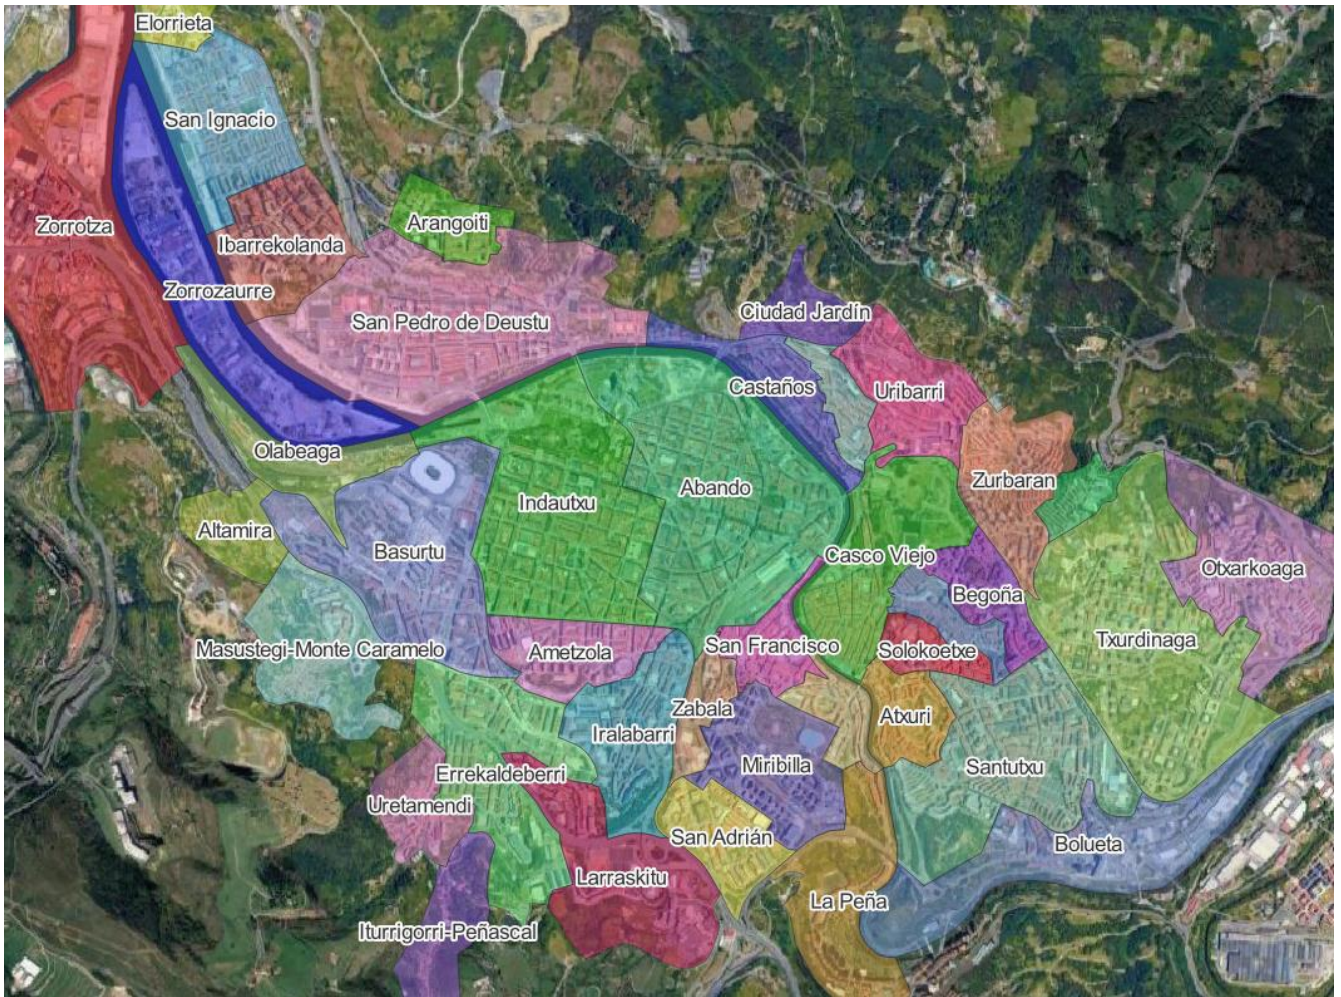 Elorrieta
San Ignacio
Zorrotza
Ibarrekolanda
Arangoiti
Zorrozaurre
San Pedro de Deustu
Ciudad Jardín
Castaños
Uribarri
Olabeaga
Zurbaran
Altamira
Indautxu
Abando
Basurtu
Casco Viejo
Otxarkoaga
Begoña
Masustegi-Monte Caramelo
Ametzola
San Francisco
Solokoetxe
Txurdinaga
Zabala
Atxuri
Iralabarri
Miribilla
Santutxu
Errekaldeberri
Uretamendi
San Adrián
Bolueta
Larraskitu
La Peña
Iturrigorri-Peñascal